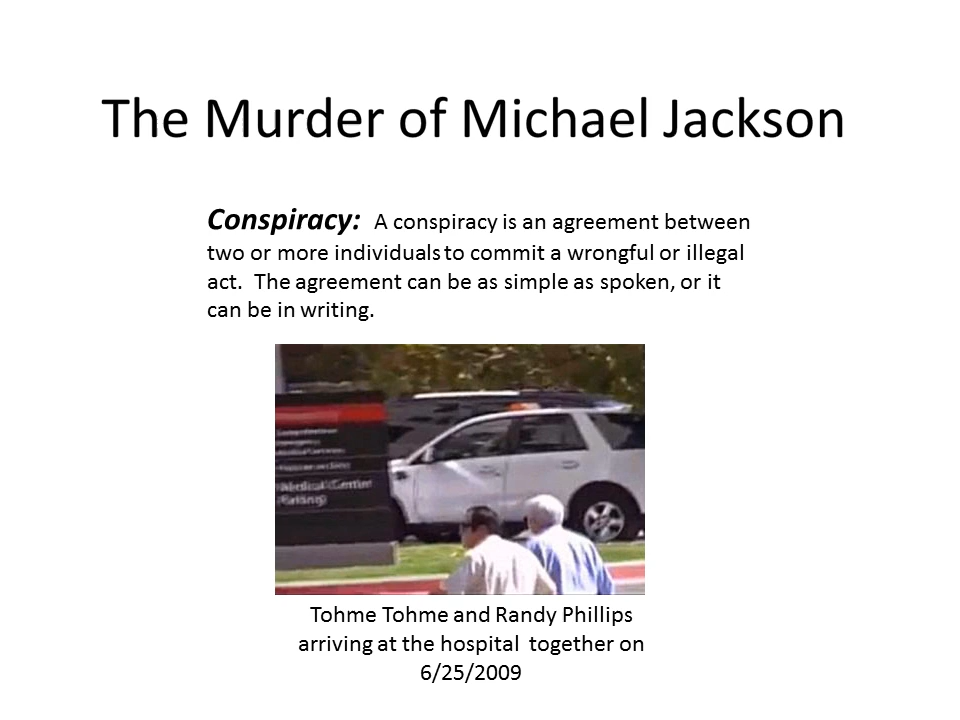 The Murder of Michael Jackson
Conspiracy: A conspiracy is an agreement between
two or more individuals to commit a wrongful or illegal
act. The agreement can be as simple as spoken, or it
can be in writing.
Medical Center
Parking
Tohme Tohme and Randy Phillips
arriving at the hospital together on
6/25/2009